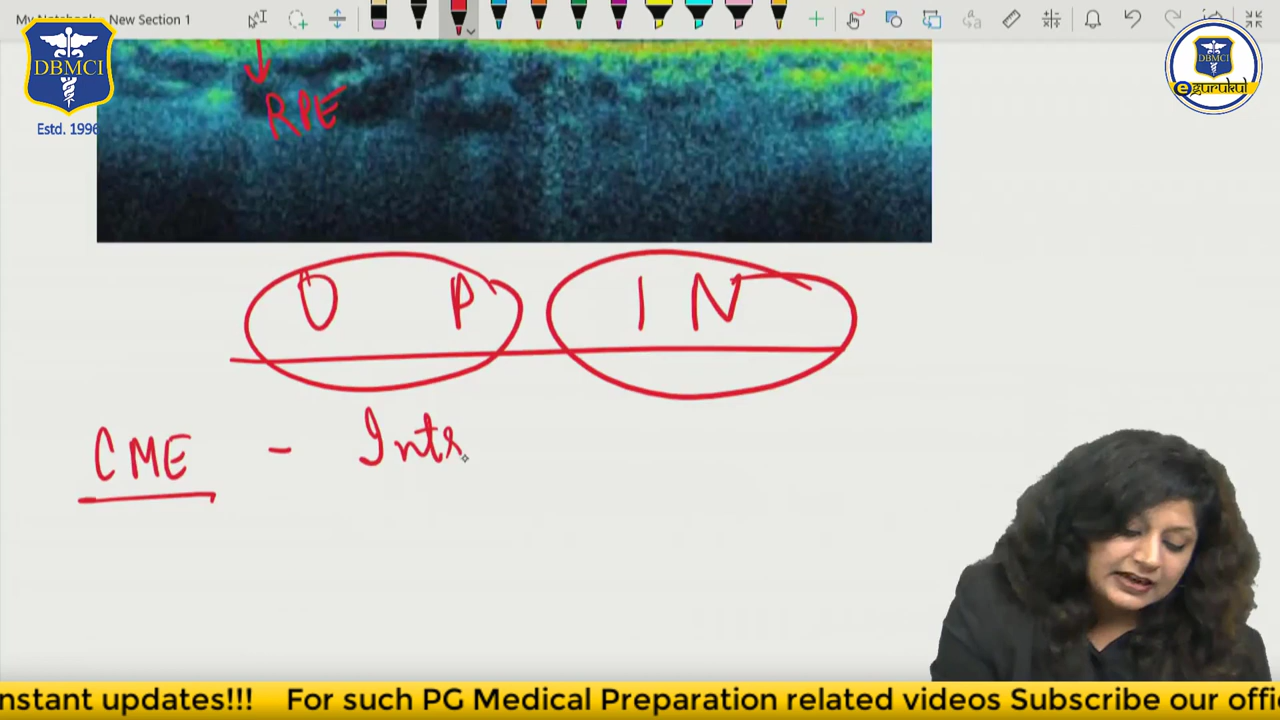 My Notebook - New Section 1
DBMCI
Estd. 1996
DBMCI
egurukul
RPE
O P I N
CME - Intr
nstant updates!!! For such PG Medical Preparation related videos Subscribe our offi